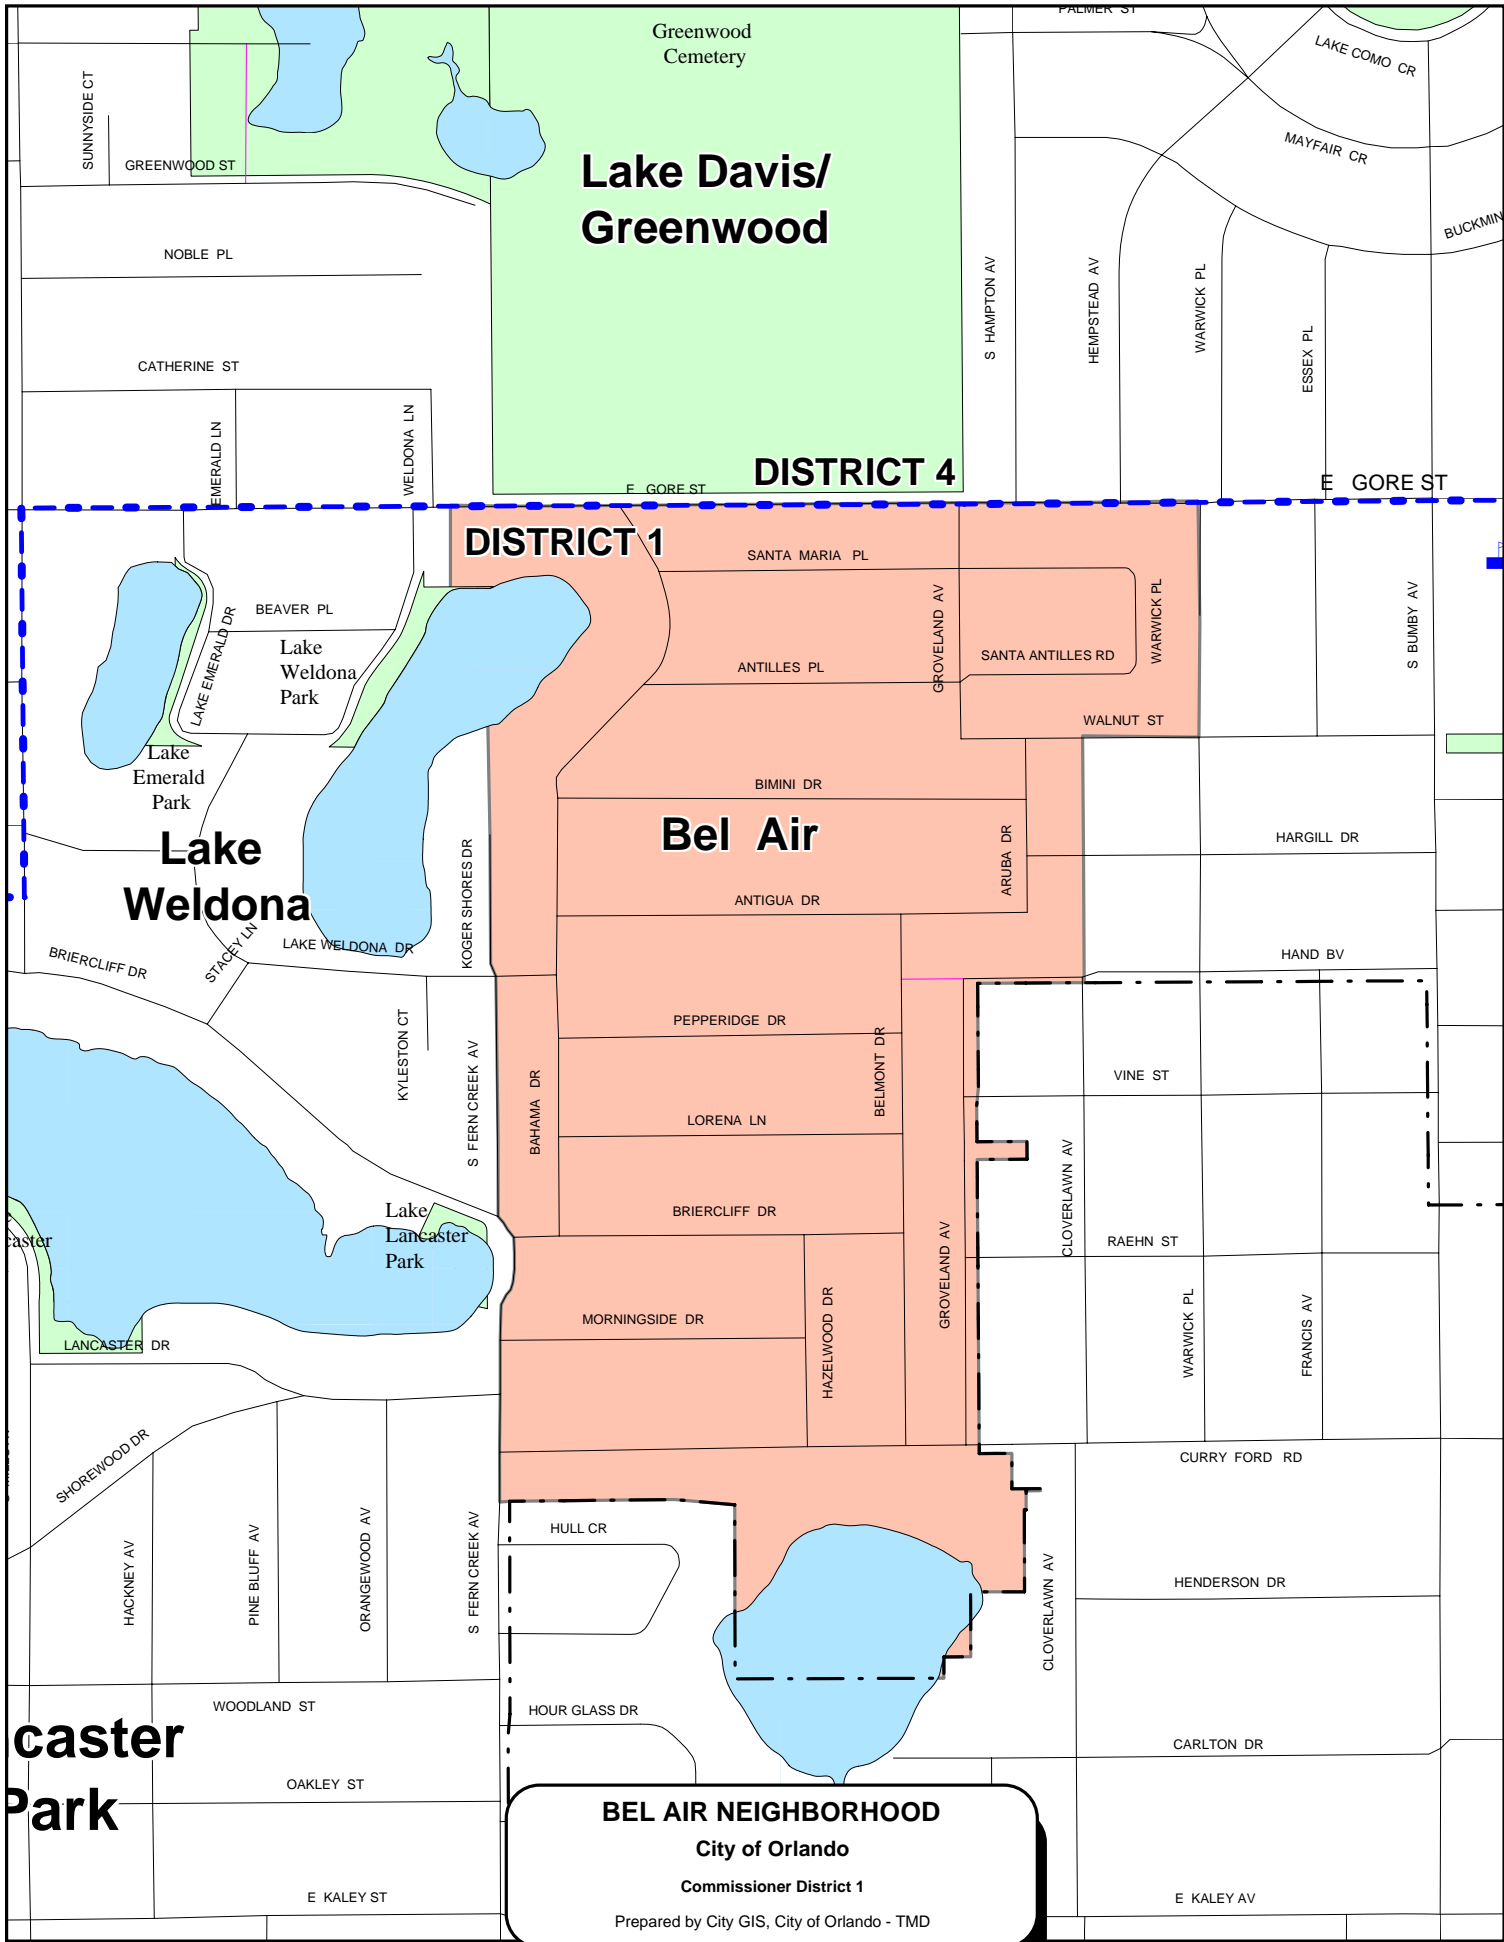 PALMER ST
Greenwood
Cemetery
LAKE COMO CR
SUNNYSIDE CT
GREENWOOD ST
MAYFAIR CR
Lake Davis/
Greenwood
NOBLE PL
S HAMPTON AV
HEMPSTEAD AV
WARWICK PL
ESSEX PL
CATHERINE ST
EMERALD LN
WELDONA LN
DISTRICT 4
E GORE ST
E GORE ST
DISTRICT 1
SANTA MARIA PL
BEAVER PL
LAKE EMERALD DR
Lake
Weldona
Park
GROVELAND AV
WARWICK PL
S BUMBY AV
SANTA ANTILLES RD
ANTILLES PL
WALNUT ST
Lake
Emerald
Park
BIMINI DR
Bel Air
HARGILL DR
ARUBA DR
Lake
Weldona
KOGER SHORES DR
ANTIGUA DR
LAKE WELDONA DR
STACEY LN
BRIERCLIFF DR
HAND BV
PEPPERIDGE DR
KYLESTON CT
S FERN CREEK AV
BAHAMA DR
BELMONT DR
VINE ST
LORENA LN
CLOVERLAWN AV
BRIERCLIFF DR
Lake
Lancaster
Park
caster
GROVELAND AV
RAEHN ST
MORNINGSIDE DR
HAZELWOOD DR
WARWICK PL
FRANCIS AV
LANCASTER DR
SHOREWOOD DR
CURRY FORD RD
HACKNEY AV
PINE BLUFF AV
ORANGEWOOD AV
S FERN CREEK AV
HULL CR
CLOVERLAWN AV
HENDERSON DR
WOODLAND ST
HOUR GLASS DR
caster
Park
CARLTON DR
OAKLEY ST
BEL AIR NEIGHBORHOOD
City of Orlando
Commissioner District 1
Prepared by City GIS, City of Orlando - TMD
E KALEY ST
E KALEY AV